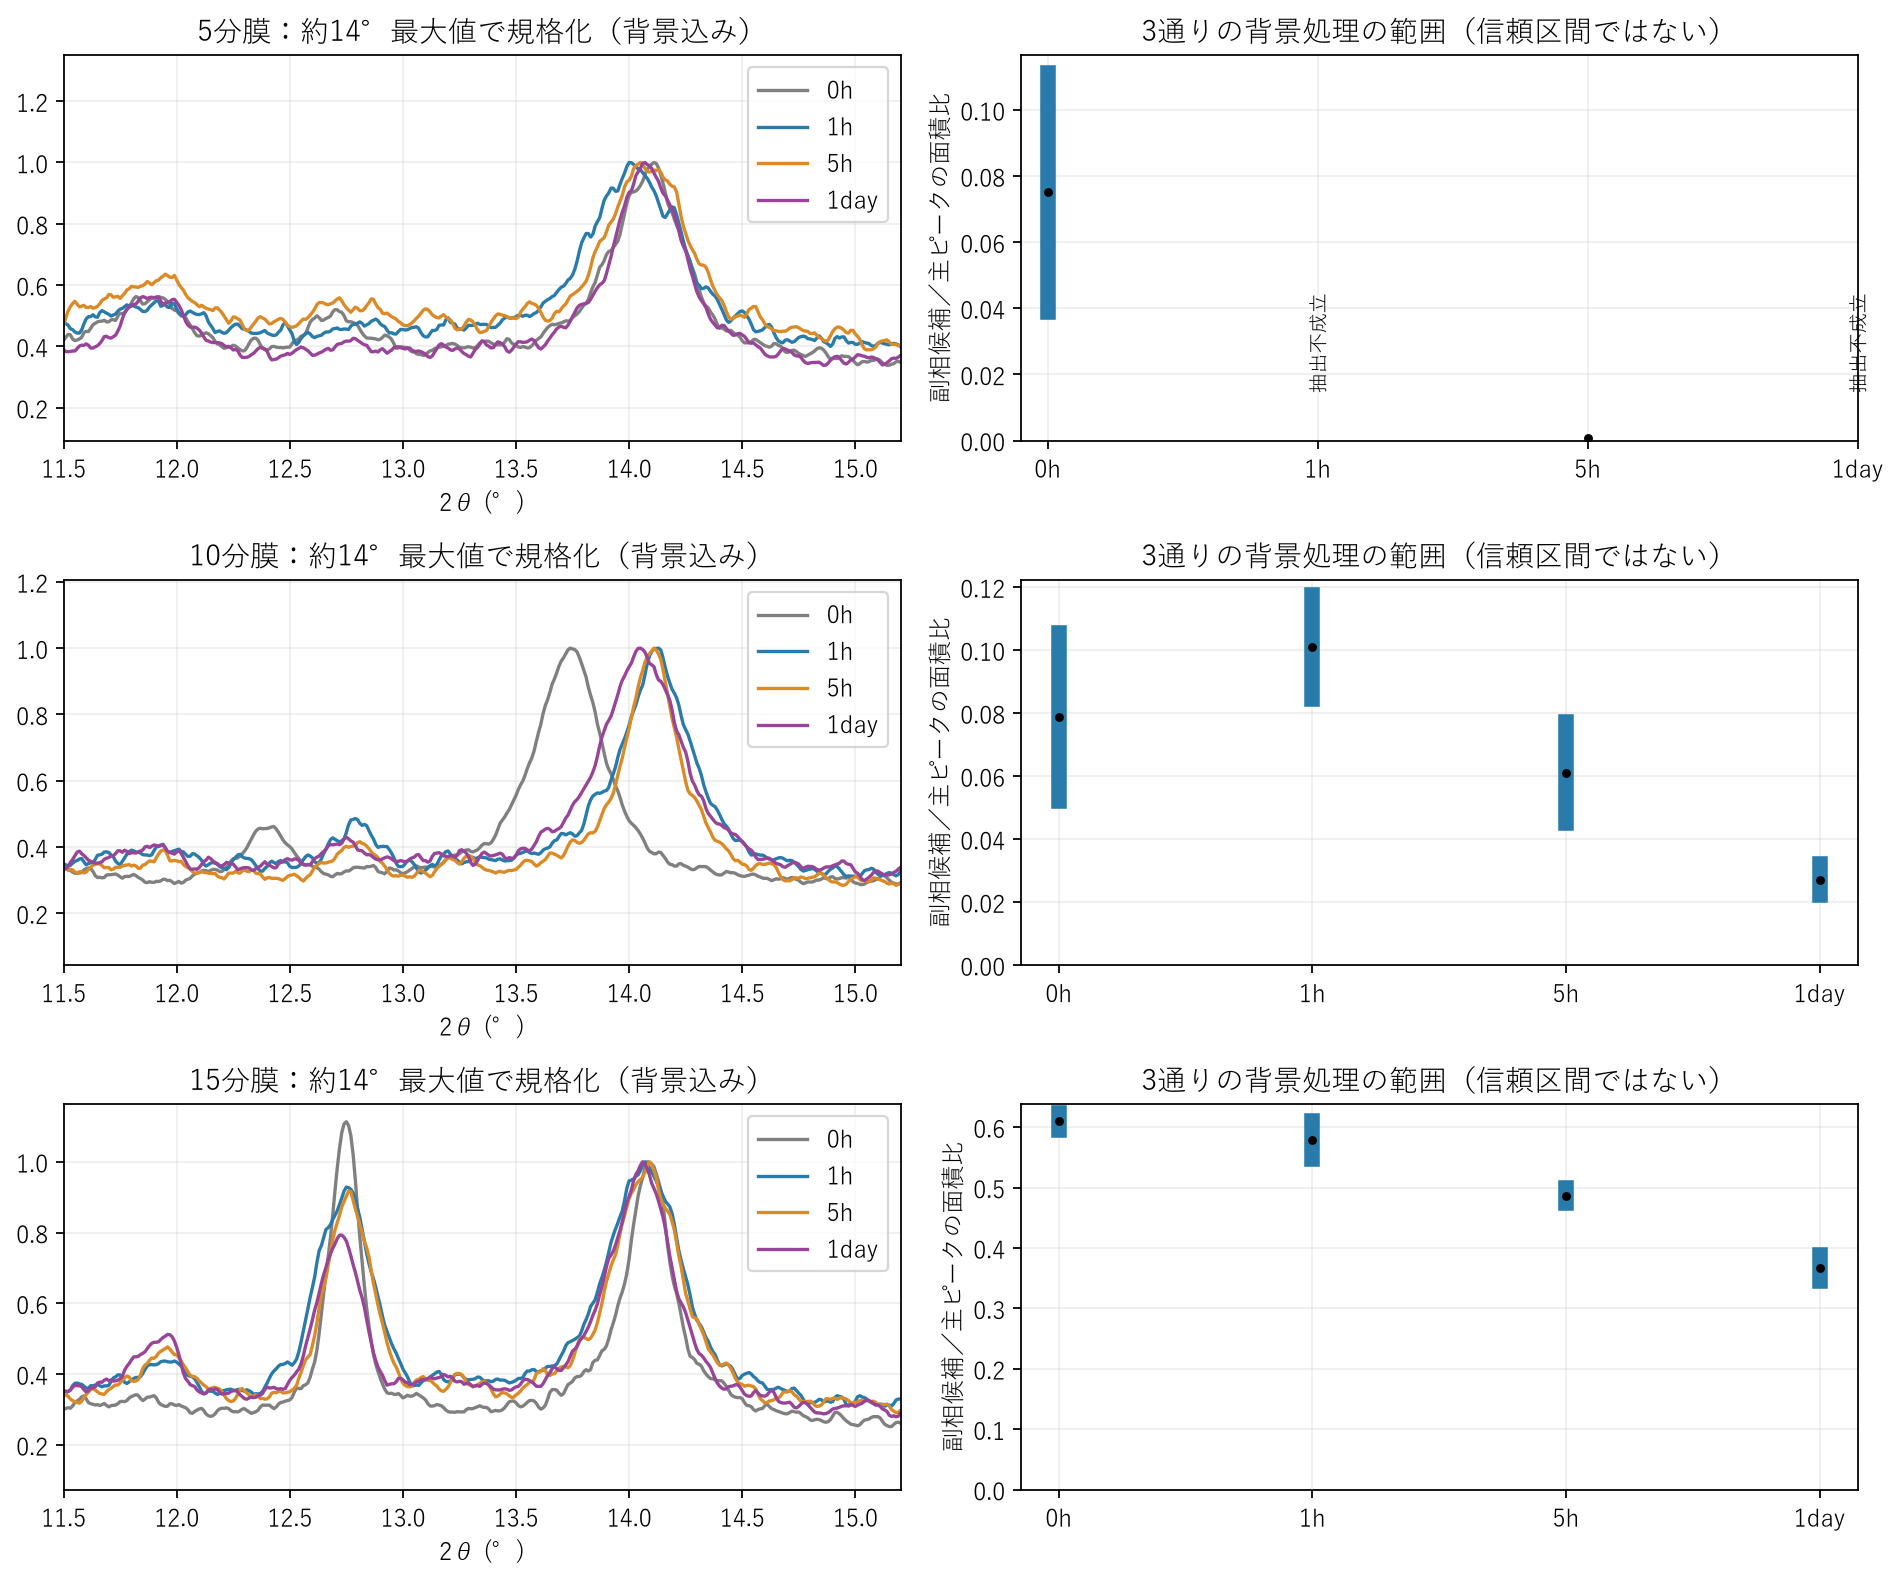 5分膜：約14°最大値で規格化（背景込み）
1.2
1.0
0.8
0.6
0.4
0.2
0h
1h
5h
1day
11.5 12.0 12.5 13.0 13.5 14.0 14.5 15.0
2θ（°）
3通りの背景処理の範囲（信頼区間ではない）
副相候補／主ピークの面積比
0.10
0.08
0.06
0.04
0.02
0.00
抽出不成立
抽出不成立
0h 1h 5h 1day
10分膜：約14°最大値で規格化（背景込み）
1.2
1.0
0.8
0.6
0.4
0.2
0h
1h
5h
1day
11.5 12.0 12.5 13.0 13.5 14.0 14.5 15.0
2θ（°）
3通りの背景処理の範囲（信頼区間ではない）
副相候補／主ピークの面積比
0.12
0.10
0.08
0.06
0.04
0.02
0.00
0h 1h 5h 1day
15分膜：約14°最大値で規格化（背景込み）
1.0
0.8
0.6
0.4
0.2
0h
1h
5h
1day
11.5 12.0 12.5 13.0 13.5 14.0 14.5 15.0
2θ（°）
3通りの背景処理の範囲（信頼区間ではない）
副相候補／主ピークの面積比
0.6
0.5
0.4
0.3
0.2
0.1
0.0
0h 1h 5h 1day